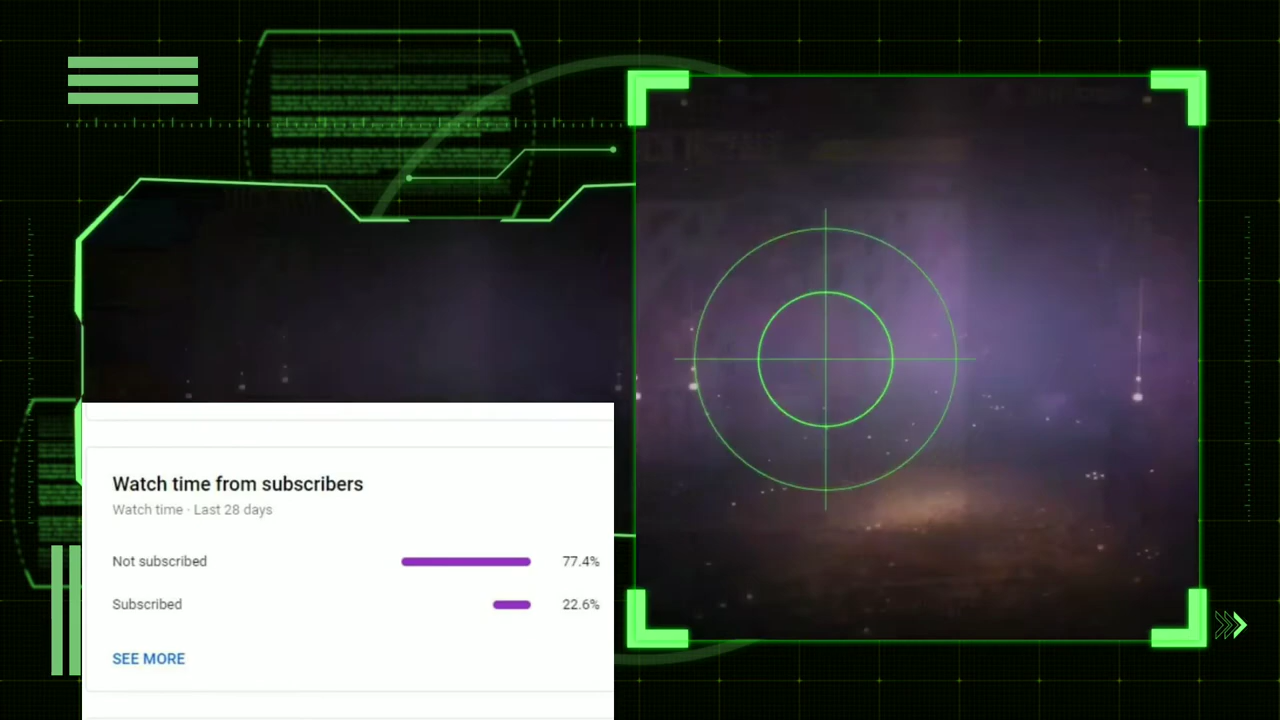 Watch time from subscribers
Watch time · Last 28 days
Not subscribed 77.4%
Subscribed 22.6%
SEE MORE